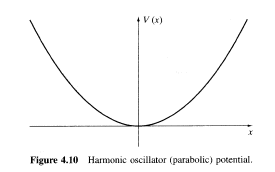 V (x)
x
Figure 4.10 Harmonic oscillator (parabolic) potential.